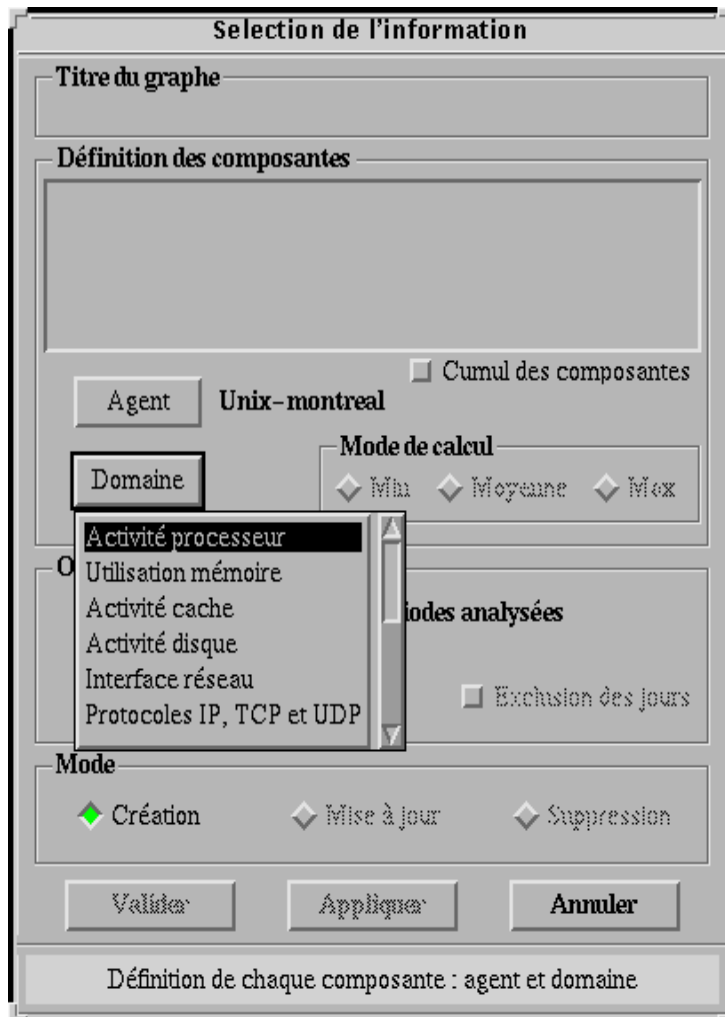 Selection de l'information
Titre du graphe
Définition des composantes
Cumul des composantes
Agent Unix-montreal
Mode de calcul
Domaine
Min Moyenne Max
Activité processeur
Utilisation mémoire
Activité cache
Activité disque
Interface réseau
Protocoles IP, TCP et UDP
O
iodes analysées
Exclusion des jours
Mode
Création Mise à jour Suppression
Valider Appliquer Annuler
Définition de chaque composante : agent et domaine